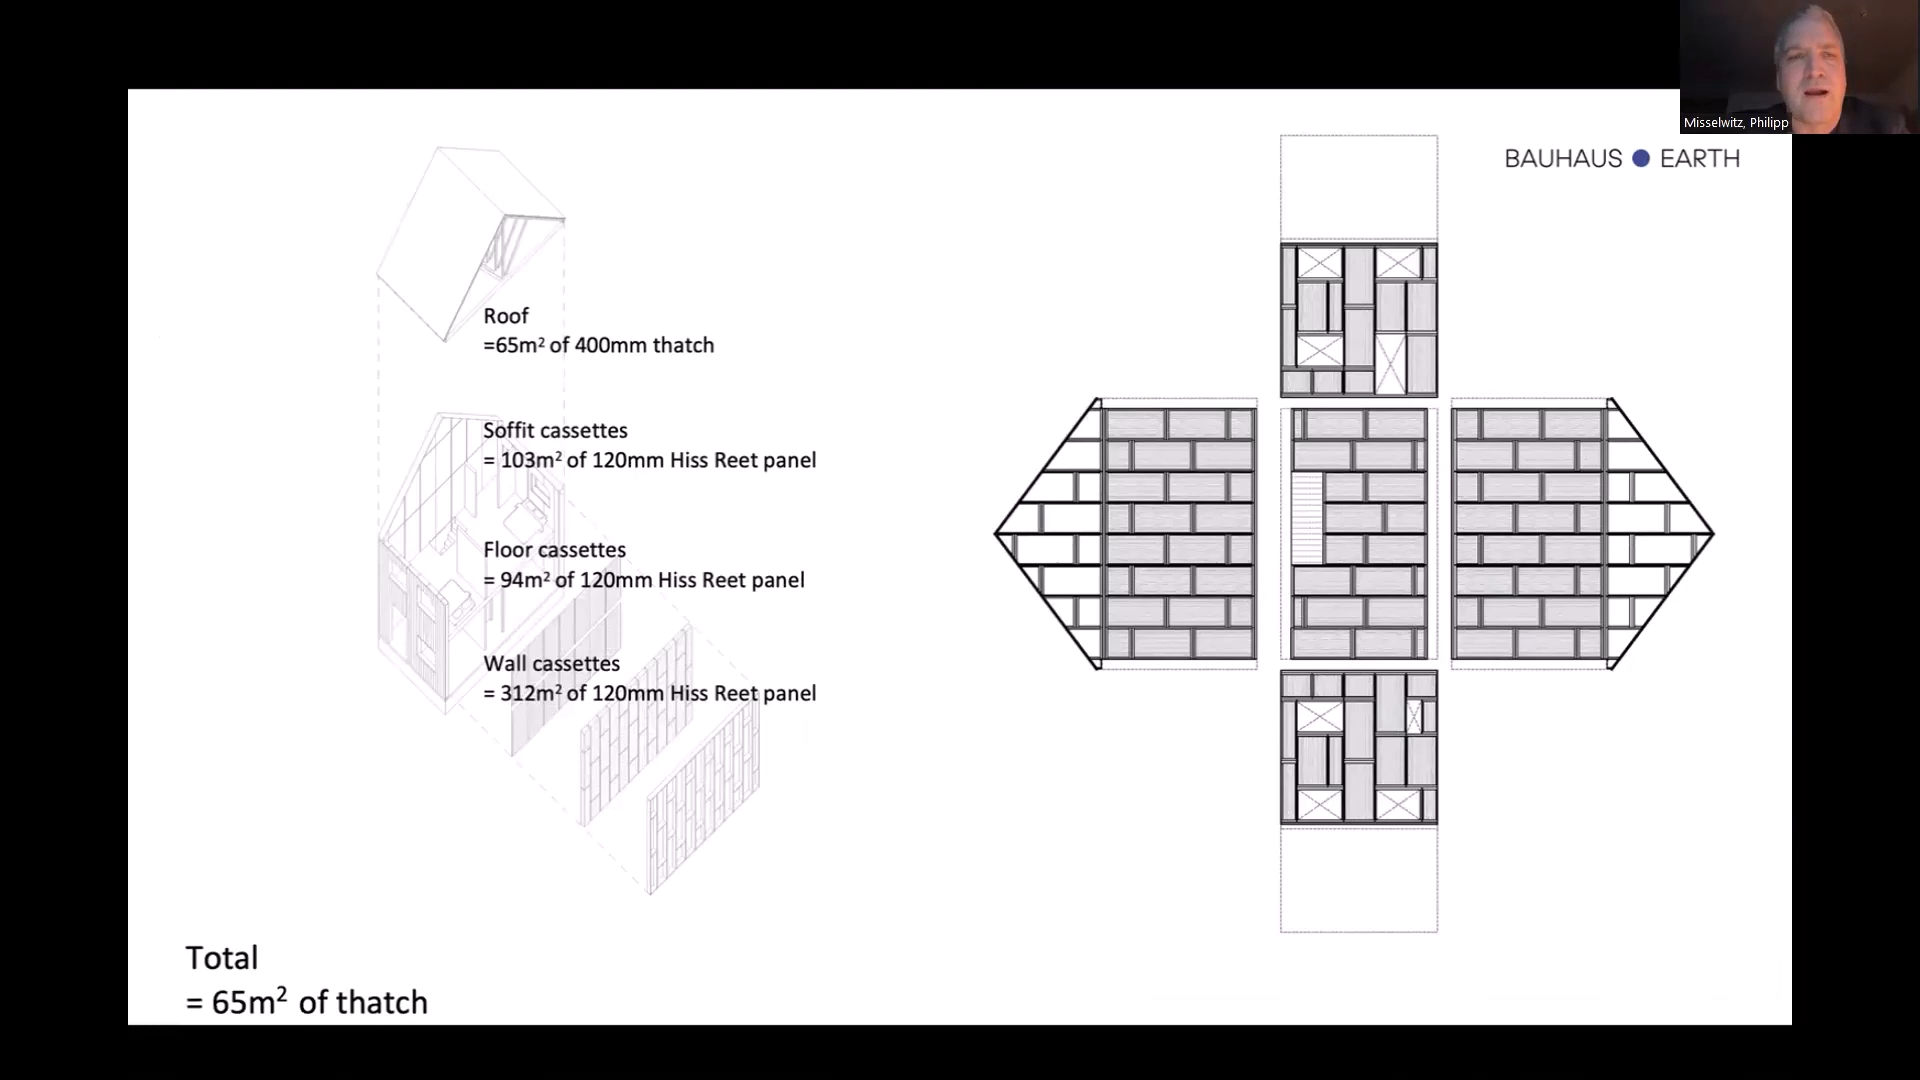 Misselwitz, Philipp
BAUHAUS EARTH
Roof
=65m² of 400mm thatch
Soffit cassettes
= 103m² of 120mm Hiss Reet panel
Floor cassettes
= 94m² of 120mm Hiss Reet panel
Wall cassettes
= 312m² of 120mm Hiss Reet panel
Total
= 65m² of thatch